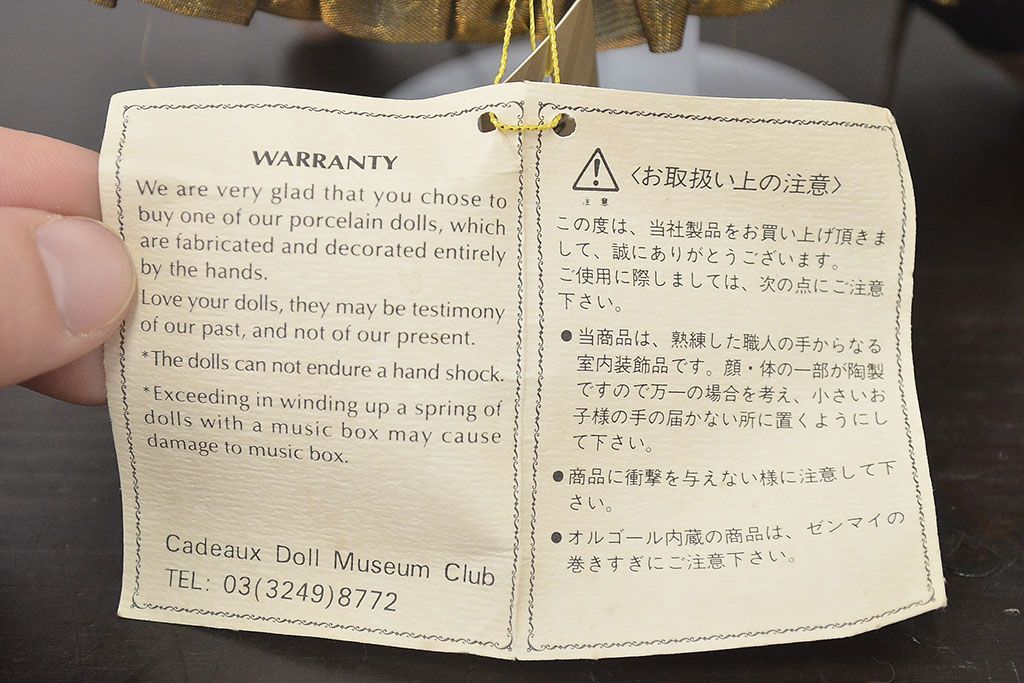 WARRANTY
We are very glad that you chose to
buy one of our porcelain dolls, which
are fabricated and decorated entirely
by the hands.
Love your dolls, they may be testimony
of our past, and not of our present.
*The dolls can not endure a hand shock.
*Exceeding in winding up a spring of
dolls with a music box may cause
damage to music box.
Cadeaux Doll Museum Club
TEL: 03(3249)8772
注意
〈お取扱い上の注意〉
この度は、当社製品をお買い上げ頂きま
して、誠にありがとうございます。
ご使用に際しましては、次の点にご注意
下さい。
●当商品は、熟練した職人の手からなる
室内装飾品です。顔・体の一部が陶製
ですので万一の場合を考え、小さいお
子様の手の届かない所に置くようにし
て下さい。
●商品に衝撃を与えない様に注意して下
さい。
●オルゴール内蔵の商品は、ゼンマイの
巻きすぎにご注意下さい。